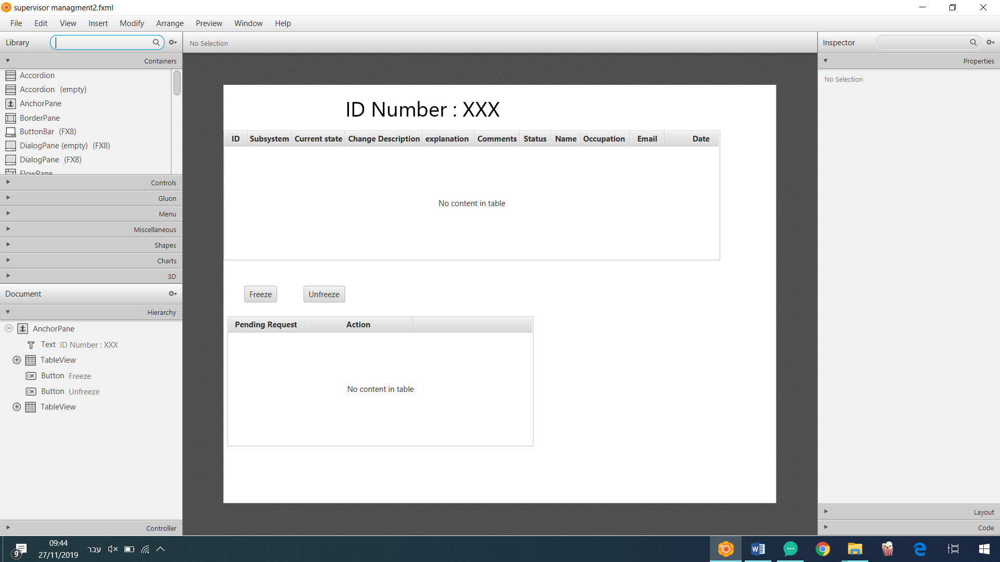 supervisor managment2.fxml
File Edit View Insert Modify Arrange Preview Window Help
Library
No Selection
Inspector
Containers
Properties
Accordion
No Selection
Accordion (empty)
AnchorPane
BorderPane
ButtonBar (FX8)
DialogPane (empty) (FX8)
DialogPane (FX8)
FlowPane
Controls
Gluon
Menu
Miscellaneous
Shapes
Charts
3D
Document
Hierarchy
AnchorPane
Text ID Number : XXX
TableView
OK Button Freeze
OK Button Unfreeze
TableView
Controller
ID Number : XXX
ID Subsystem Current state Change Description explanation Comments Status Name Occupation Email Date
No content in table
Freeze Unfreeze
Pending Request Action
No content in table
Layout
Code
9
09:44
27/11/2019
עבר